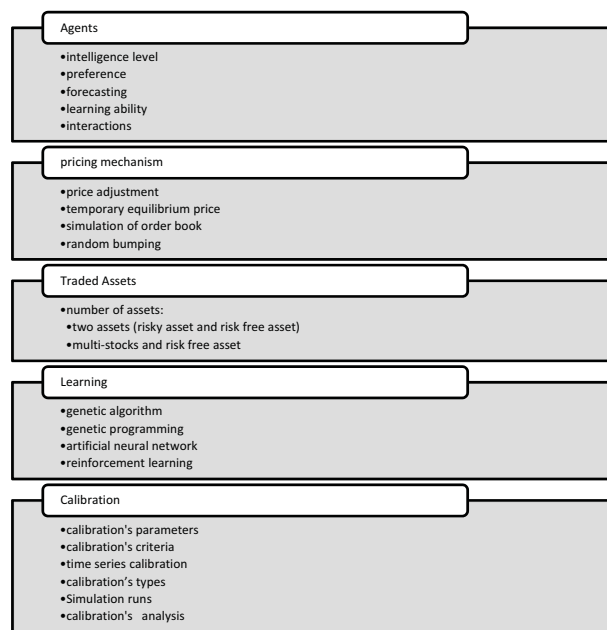 Agents
•intelligence level
•preference
•forecasting
•learning ability
•interactions
pricing mechanism
•price adjustment
•temporary equilibrium price
•simulation of order book
•random bumping
Traded Assets
•number of assets:
•two assets (risky asset and risk free asset)
•multi-stocks and risk free asset
Learning
•genetic algorithm
•genetic programming
•artificial neural network
•reinforcement learning
Calibration
•calibration's parameters
•calibration's criteria
•time series calibration
•calibration’s types
•Simulation runs
•calibration's analysis